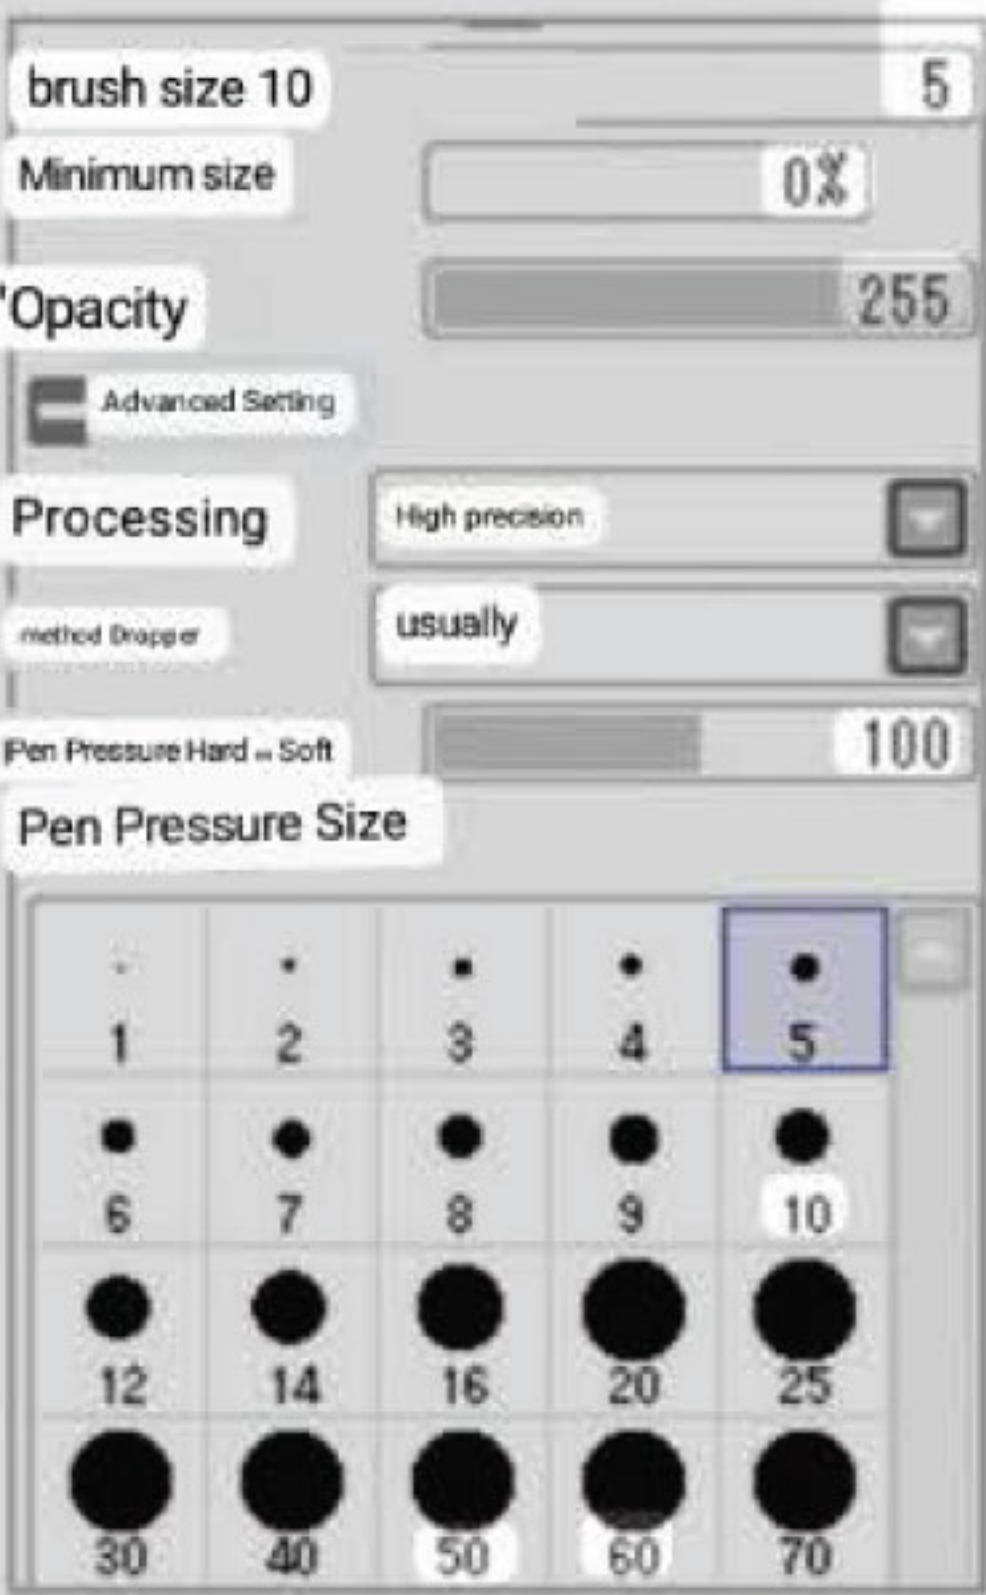 brush size 10 5
Minimum size 0%
'Opacity 255
Advanced Setting
Processing High precision
method Dropper usually
Pen Pressure Hard ↔ Soft 100
Pen Pressure Size
1 2 3 4 5
6 7 8 9 10
12 14 16 20 25
30 40 50 60 70